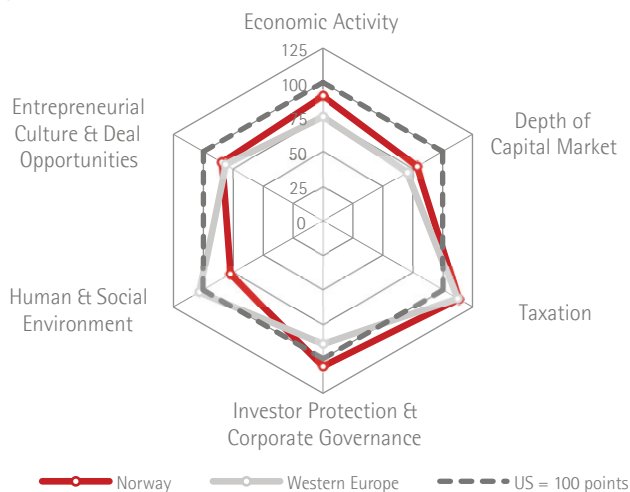 Economic Activity
125
100
75
50
25
0
Entrepreneurial
Culture & Deal
Opportunities
Depth of
Capital Market
Human & Social
Environment
Taxation
Investor Protection &
Corporate Governance
Norway
Western Europe
US = 100 points